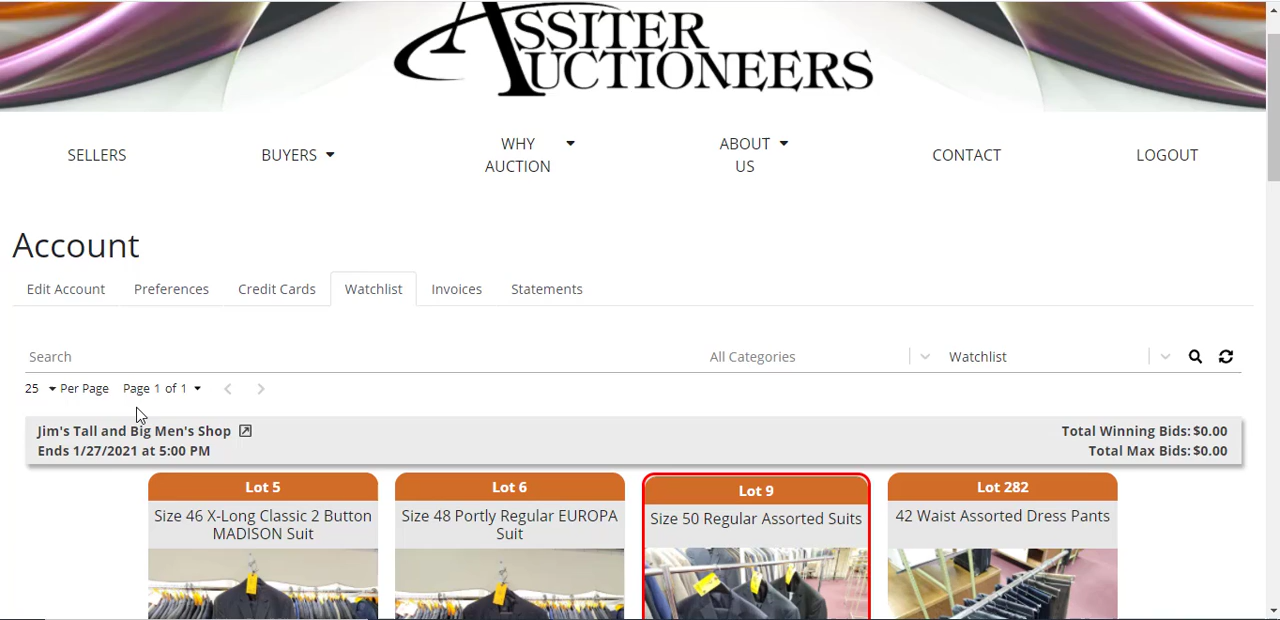 ASSITER
AUCTIONEERS
SELLERS
BUYERS
WHY
AUCTION
ABOUT
US
CONTACT
LOGOUT
Account
Edit Account
Preferences
Credit Cards
Watchlist
Invoices
Statements
Search
All Categories
Watchlist
25 Per Page Page 1 of 1
Jim's Tall and Big Men's Shop
Total Winning Bids: $0.00
Ends 1/27/2021 at 5:00 PM
Total Max Bids: $0.00
Lot 5
Size 46 X-Long Classic 2 Button
MADISON Suit
Lot 6
Size 48 Portly Regular EUROPA
Suit
Lot 9
Size 50 Regular Assorted Suits
Lot 282
42 Waist Assorted Dress Pants